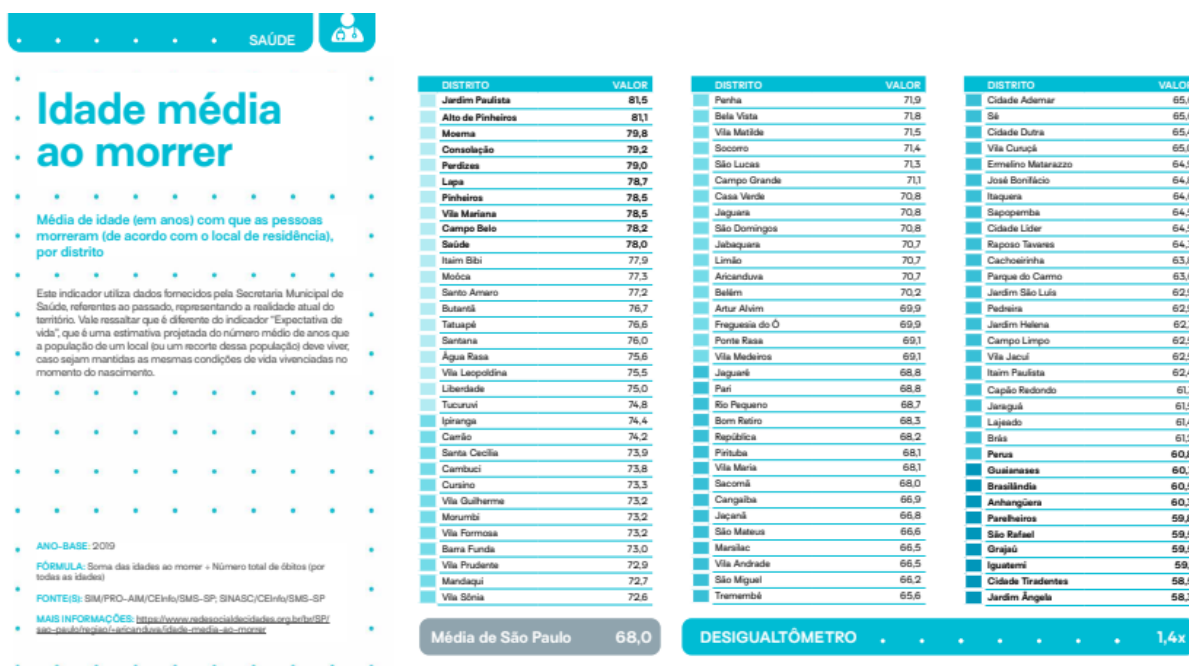 SAÚDE
Idade média
ao morrer
Média de idade (em anos) com que as pessoas
morreram (de acordo com o local de residência),
por distrito
Este indicador utiliza dados fornecidos pela Secretaria Municipal de
Saúde, referentes ao passado, representando a realidade atual do
território. Vale ressaltar que é diferente do indicador "Expectativa de
vida", que é uma estimativa projetada do número médio de anos que
a população de um local (ou um recorte dessa população) deve viver,
caso sejam mantidas as mesmas condições de vida vivenciadas no
momento do nascimento.
ANO-BASE: 2019
FÓRMULA: Soma das idades ao morrer ÷ Número total de óbitos (por
todas as idades)
FONTE(S): SIM/PRO-AIM/CEInfo/SMS-SP; SINASC/CEInfo/SMS-SP
MAIS INFORMAÇÕES: https://www.redesocialdecidades.org.br/br/SP/
sao-paulo/regiao/+aricanduva/idade-media-ao-morrer
DISTRITO VALOR
Jardim Paulista 81,5
Alto de Pinheiros 81,1
Moema 79,8
Consolação 79,2
Perdizes 79,0
Lapa 78,7
Pinheiros 78,5
Vila Mariana 78,5
Campo Belo 78,2
Saúde 78,0
Itaim Bibi 77,9
Moóca 77,3
Santo Amaro 77,2
Butantã 76,7
Tatuapé 76,6
Santana 76,0
Água Rasa 75,6
Vila Leopoldina 75,5
Liberdade 75,0
Tucuruvi 74,8
Ipiranga 74,4
Carrão 74,2
Santa Cecília 73,9
Cambuci 73,8
Cursino 73,3
Vila Guilherme 73,2
Morumbi 73,2
Vila Formosa 73,2
Barra Funda 73,0
Vila Prudente 72,9
Mandaqui 72,7
Vila Sônia 72,6
DISTRITO VALOR
Penha 71,9
Bela Vista 71,8
Vila Matilde 71,5
Socorro 71,4
São Lucas 71,3
Campo Grande 71,1
Casa Verde 70,8
Jaguara 70,8
São Domingos 70,8
Jabaquara 70,7
Limão 70,7
Aricanduva 70,7
Belém 70,2
Artur Alvim 69,9
Freguesia do Ó 69,9
Ponte Rasa 69,1
Vila Medeiros 69,1
Jaguaré 68,8
Pari 68,8
Rio Pequeno 68,7
Bom Retiro 68,3
República 68,2
Pirituba 68,1
Vila Maria 68,1
Sacomã 68,0
Cangaíba 66,9
Jaçanã 66,8
São Mateus 66,6
Marsilac 66,5
Vila Andrade 66,5
São Miguel 66,2
Tremembé 65,6
DISTRITO VALOR
Cidade Ademar
Sé
Cidade Dutra
Vila Curuçá
Ermelino Matarazzo
José Bonifácio
Itaquera
Sapopemba
Cidade Líder
Raposo Tavares
Cachoeirinha
Parque do Carmo
Jardim São Luís
Pedreira
Jardim Helena
Campo Limpo
Vila Jacuí
Itaim Paulista
Capão Redondo
Jaraguá
Lajeado
Brás
Perus
Guaianases
Brasilândia
Anhangüera
Parelheiros
São Rafael
Grajaú
Iguatemi
Cidade Tiradentes
Jardim Ângela
Média de São Paulo 68,0
DESIGUALTÔMETRO 1,4x